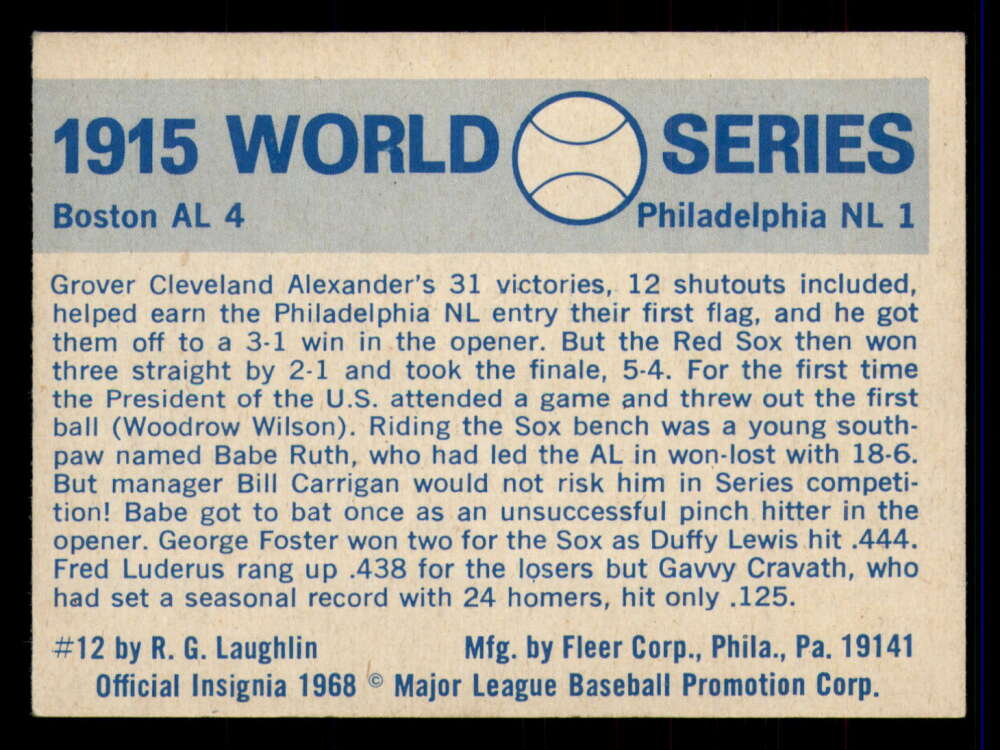 1915 WORLD SERIES
Boston AL 4 Philadelphia NL 1
Grover Cleveland Alexander's 31 victories, 12 shutouts included,
helped earn the Philadelphia NL entry their first flag, and he got
them off to a 3-1 win in the opener. But the Red Sox then won
three straight by 2-1 and took the finale, 5-4. For the first time
the President of the U.S. attended a game and threw out the first
ball (Woodrow Wilson). Riding the Sox bench was a young south-
paw named Babe Ruth, who had led the AL in won-lost with 18-6.
But manager Bill Carrigan would not risk him in Series competi-
tion! Babe got to bat once as an unsuccessful pinch hitter in the
opener. George Foster won two for the Sox as Duffy Lewis hit .444.
Fred Luderus rang up .438 for the losers but Gavvy Cravath, who
had set a seasonal record with 24 homers, hit only .125.
#12 by R. G. Laughlin Mfg. by Fleer Corp., Phila., Pa. 19141
Official Insignia 1968 © Major League Baseball Promotion Corp.